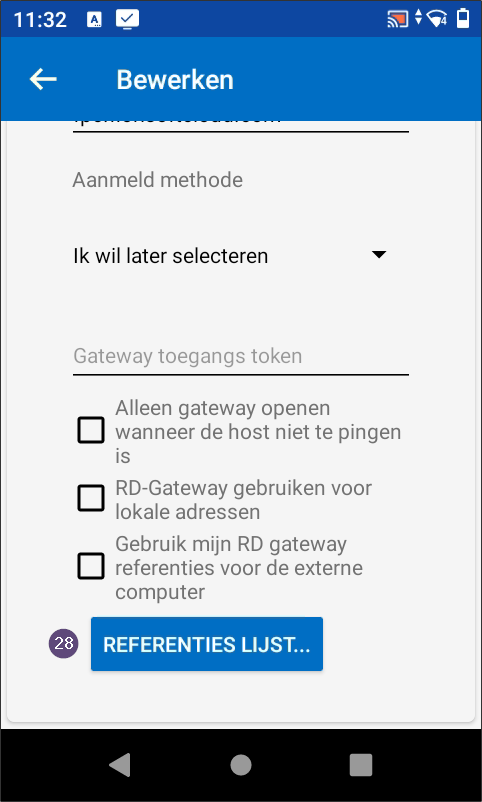 11:32
Bewerken
Aanmeld methode
Ik wil later selecteren
Gateway toegangs token
Alleen gateway openen
wanneer de host niet te pingen
is
RD-Gateway gebruiken voor
lokale adressen
Gebruik mijn RD gateway
referenties voor de externe
computer
28
REFERENTIES LIJST...